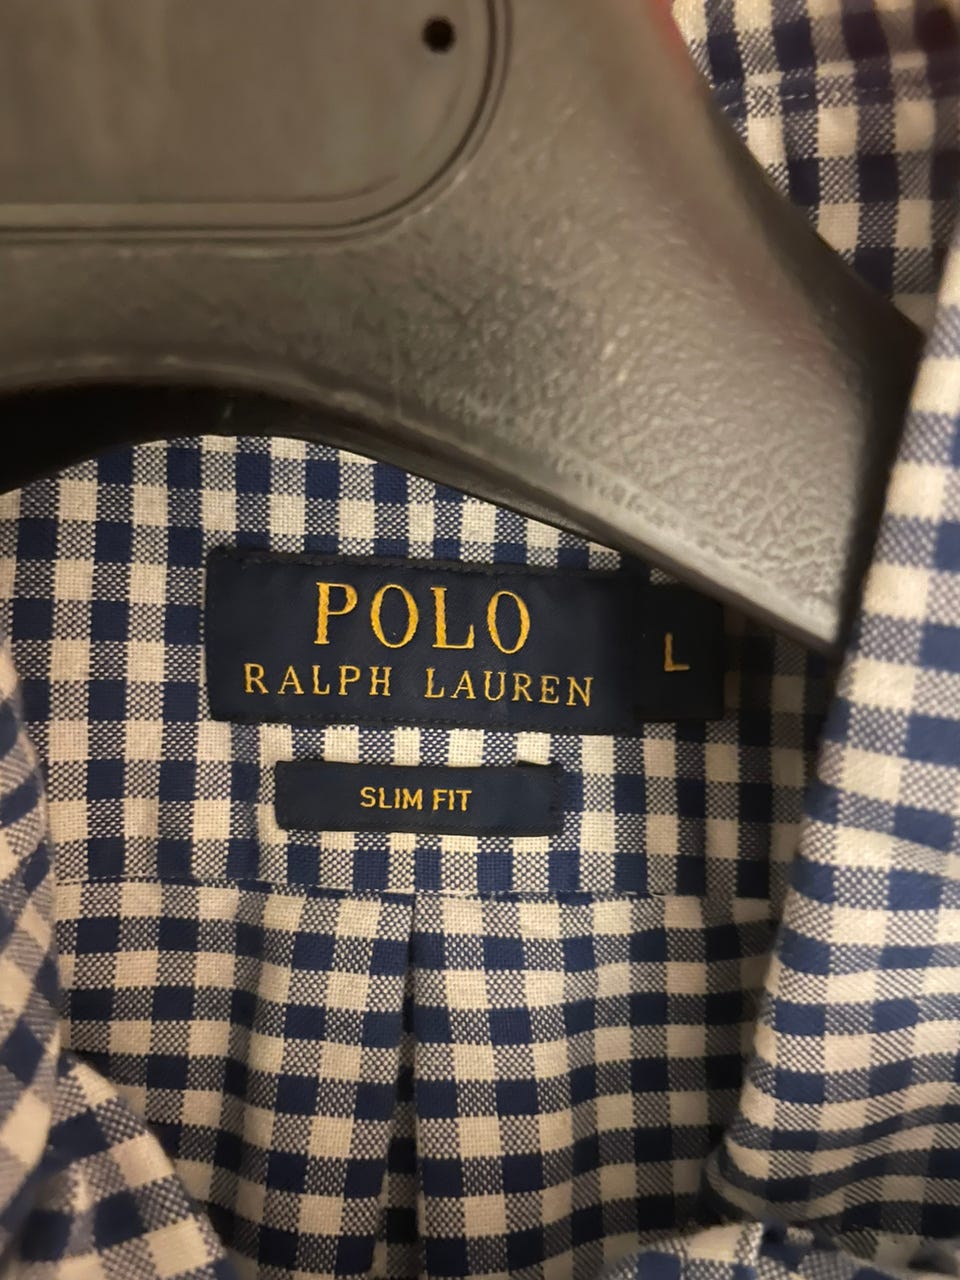 POLO
RALPH LAUREN
L
SLIM FIT